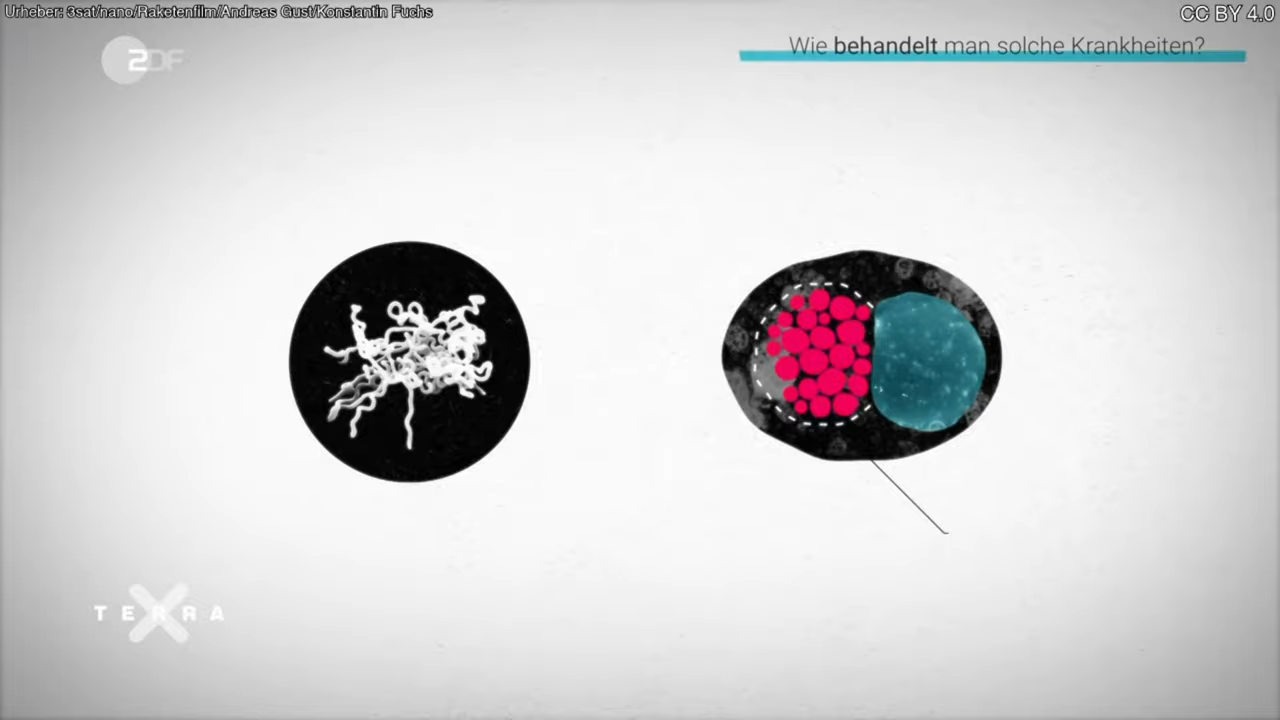 Urheber: 3sat/nano/Raketenfilm/Andreas Gust/Konstantin Fuchs
CC BY 4.0
ZDF
Wie behandelt man solche Krankheiten?
TERRA X